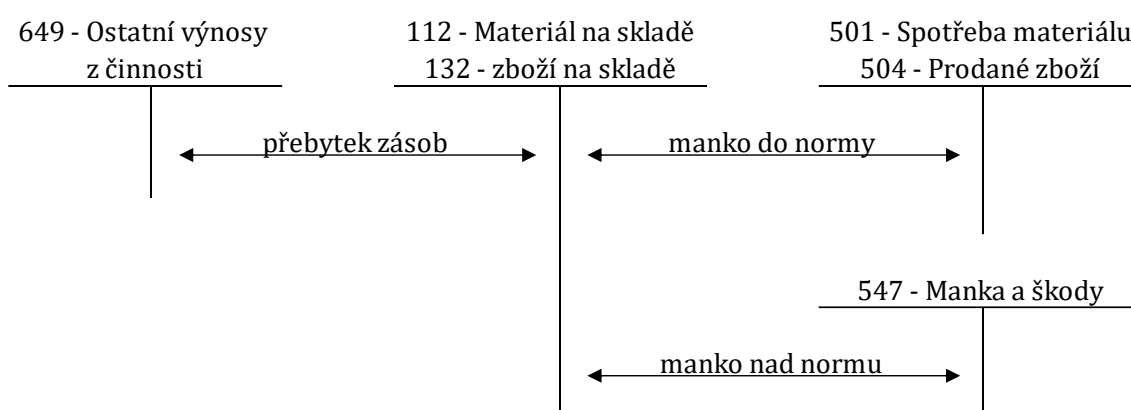 649 - Ostatní výnosy
z činnosti
112 - Materiál na skladě
132 - zboží na skladě
501 - Spotřeba materiálu
504 - Prodané zboží
přebytek zásob
manko do normy
547 - Manka a škody
manko nad normu